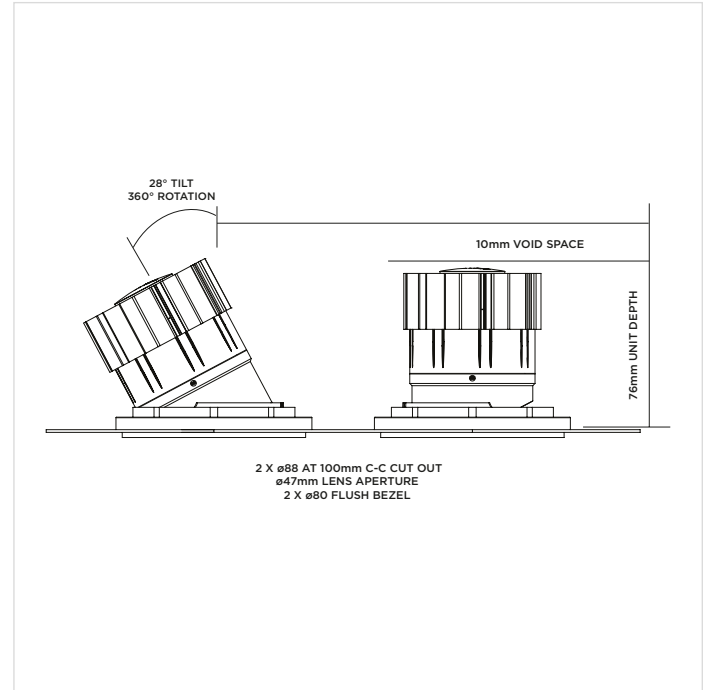 28° TILT
360° ROTATION
10mm VOID SPACE
76mm UNIT DEPTH
2 X ø88 AT 100mm C-C CUT OUT
ø47mm LENS APERTURE
2 X ø80 FLUSH BEZEL